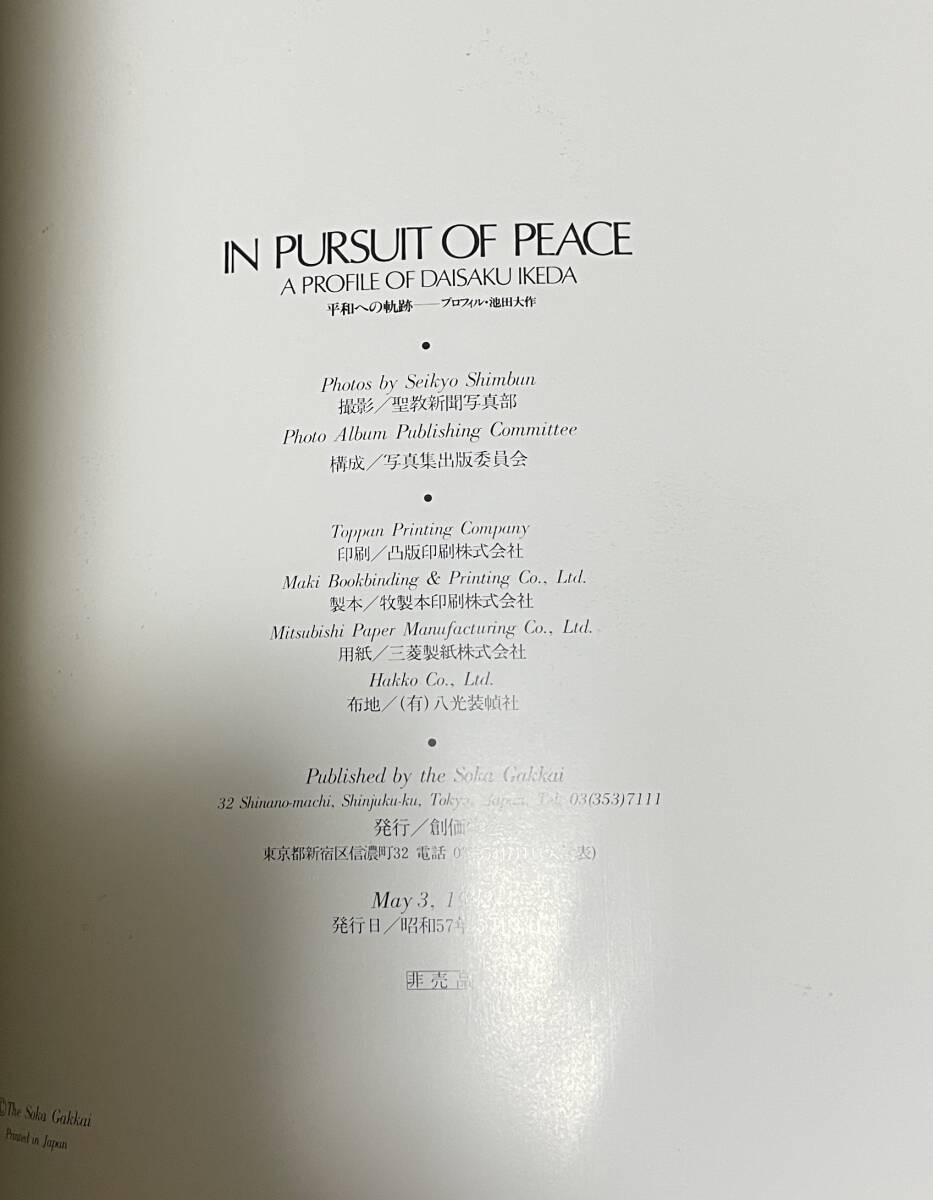 IN PURSUIT OF PEACE
A PROFILE OF DAISAKU IKEDA
平和への軌跡——プロフィル・池田大作
Photos by Seikyo Shimbun
撮影／聖教新聞写真部
Photo Album Publishing Committee
構成／写真集出版委員会
Toppan Printing Company
印刷／凸版印刷株式会社
Maki Bookbinding & Printing Co., Ltd.
製本／牧製本印刷株式会社
Mitsubishi Paper Manufacturing Co., Ltd.
用紙／三菱製紙株式会社
Hakko Co., Ltd.
布地／(有)八光装幀社
Published by the Soka Gakkai
32 Shinano-machi, Shinjuku-ku, Tokyo, Japan, Tel. 03(353)7111
発行／創価
東京都新宿区信濃町32 電話
May 3,
発行日／昭和57年
非売品
©The Soka Gakkai
Printed in Japan